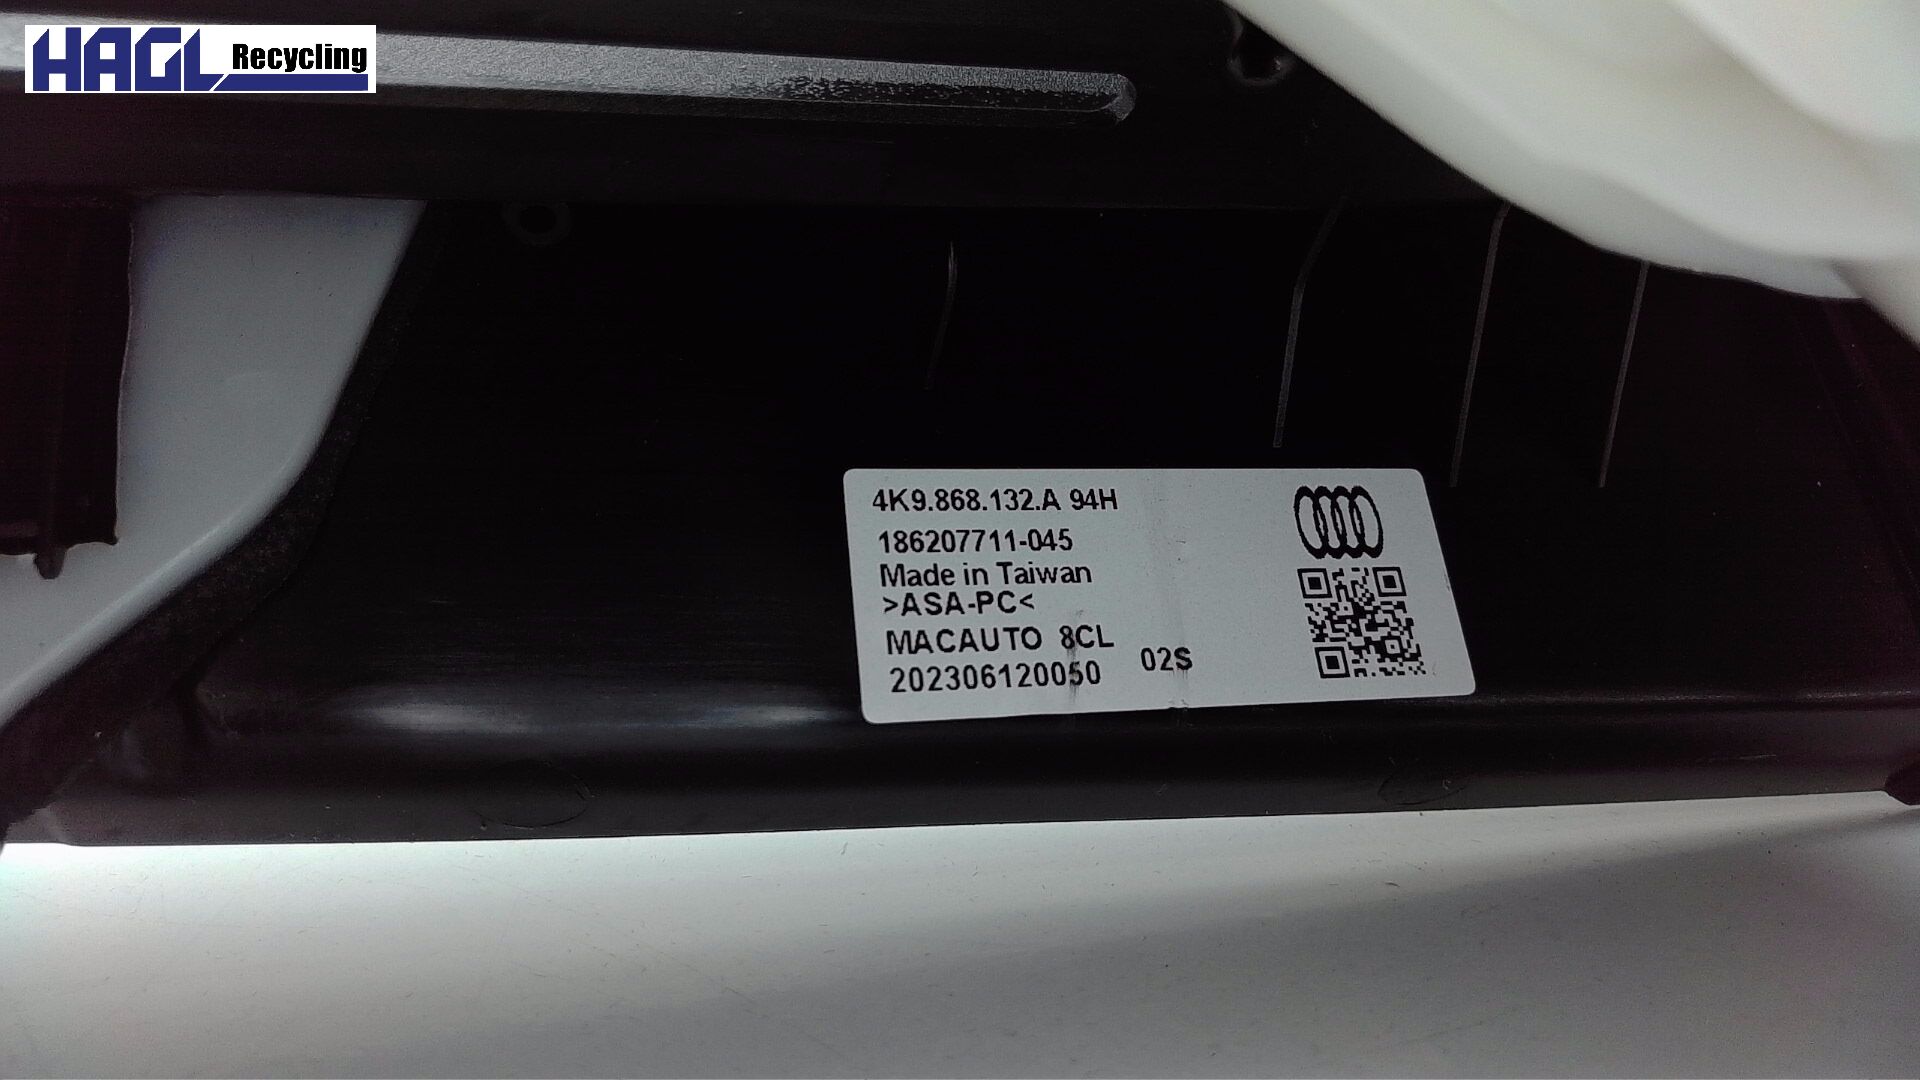 HAGL Recycling
4K9.868.132.A 94H
186207711-045
Made in Taiwan
>ASA-PC<
MACAUTO 8CL
202306120050 02S